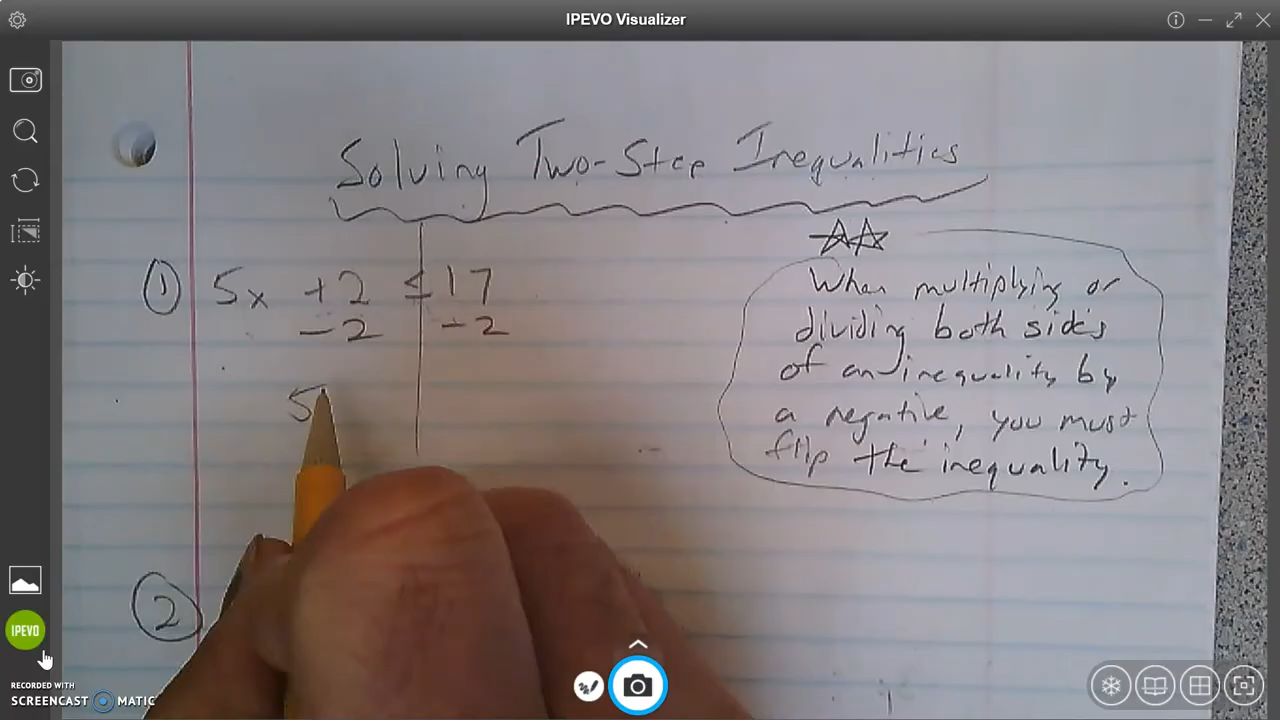 IPEVO Visualizer
Solving Two-Step Inequalities
① 5x +2 ≤ 17
-2 -2
5
When multiplying or
dividing both sides
of an inequality by
a negative, you must
flip the inequality.
②
IPEVO
RECORDED WITH
SCREENCAST MATIC